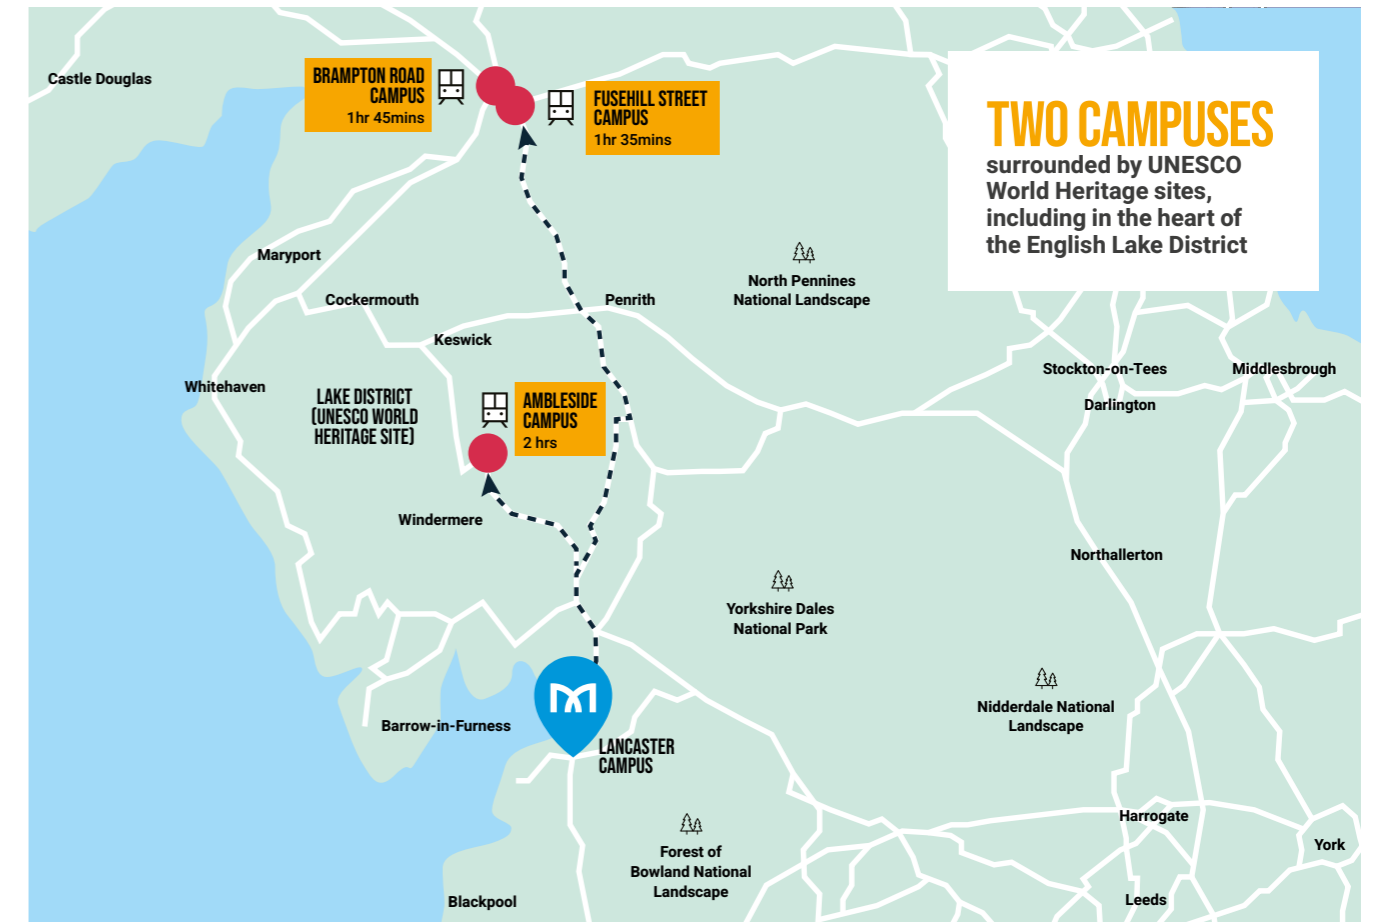 Castle Douglas
BRAMPTON ROAD
CAMPUS
1hr 45mins
FUSEHILL STREET
CAMPUS
1hr 35mins
TWO CAMPUSES
surrounded by UNESCO
World Heritage sites,
including in the heart of
the English Lake District
Maryport
Cockermouth
Keswick
Penrith
North Pennines
National Landscape
Whitehaven
LAKE DISTRICT
(UNESCO WORLD
HERITAGE SITE)
AMBLESIDE
CAMPUS
2 hrs
Stockton-on-Tees
Middlesbrough
Darlington
Windermere
Northallerton
Yorkshire Dales
National Park
Nidderdale National
Landscape
Barrow-in-Furness
LANCASTER
CAMPUS
Harrogate
York
Forest of
Bowland National
Landscape
Blackpool
Leeds